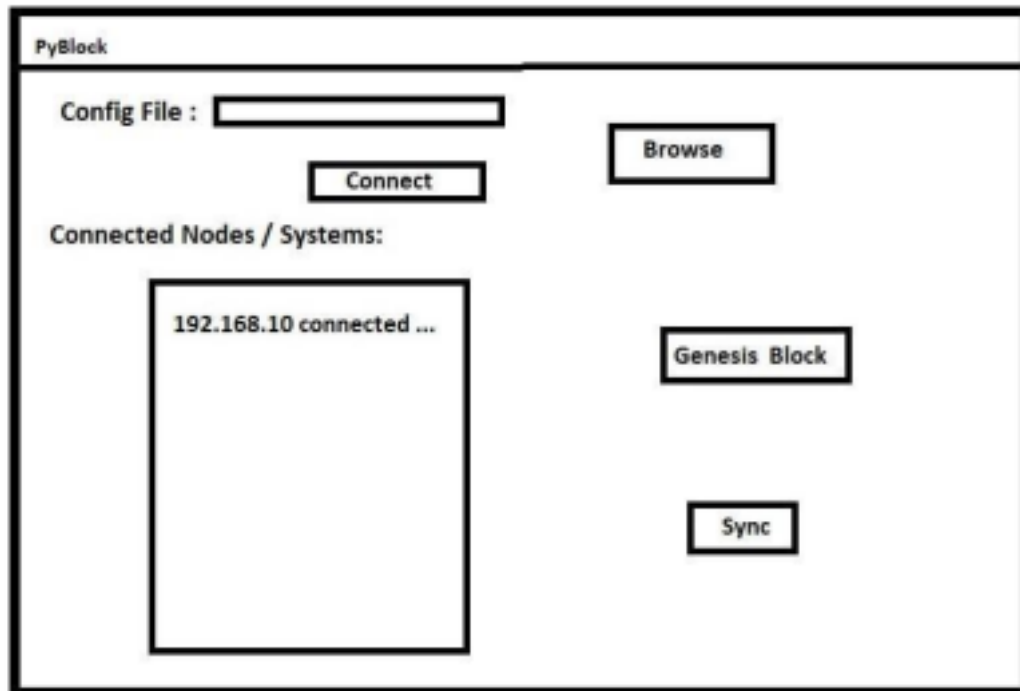 PyBlock
Config File :
Browse
Connect
Connected Nodes / Systems:
192.168.10 connected ...
Genesis Block
Sync